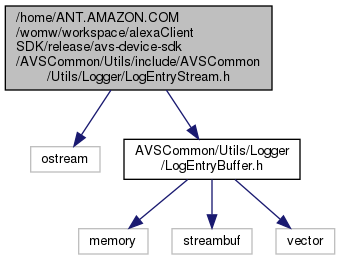 /home/ANT.AMAZON.COM
/womw/workspace/alexaClient
SDK/release/avs-device-sdk
/AVSCommon/Utils/include/AVSCommon
/Utils/Logger/LogEntryStream.h
ostream
AVSCommon/Utils/Logger
/LogEntryBuffer.h
memory
streambuf
vector